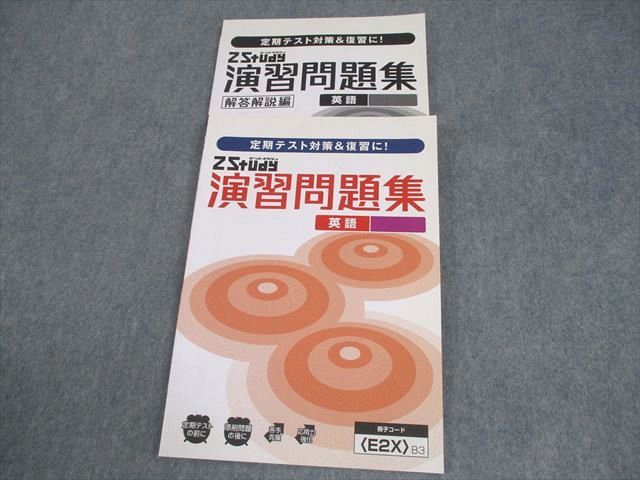 定期テスト対策&復習に!
ZStudy
演習問題集
解答解説編
英語
定期テスト対策&復習に!
ZStudy
演習問題集
英語
定期テスト
の前に
添削問題
の後に
苦手
克服
応用力
強化
冊子コード
〈E2X〉B3